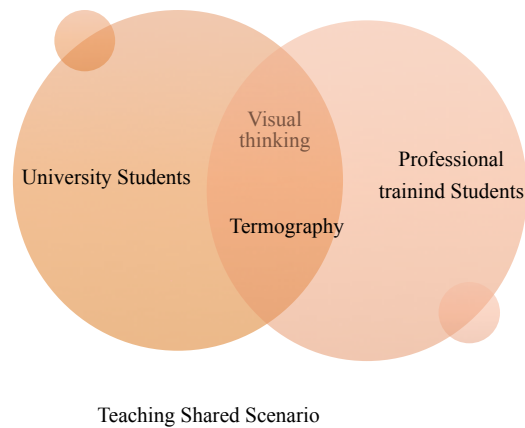 Visual
thinking
University Students
Professional
trainind Students
Termography
Teaching Shared Scenario